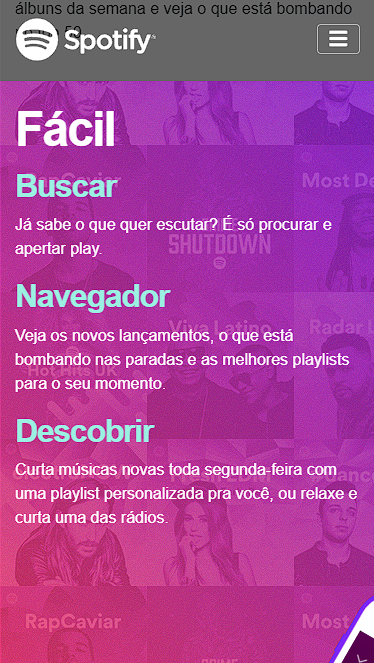 álbuns da semana e veja o que está bombando
Spotify
Fácil
RapCaviar
Most De
Buscar
Já sabe o que quer escutar? É só procurar e
apertar play.
SHUTDOWN
Navegador
Viva Latino
Radar L
Veja os novos lançamentos, o que está
bombando nas paradas e as melhores playlists
para o seu momento.
Hot Hits UK
Descobrir
Curta músicas novas toda segunda-feira com
uma playlist personalizada pra você, ou relaxe e
curta uma das rádios.
RapCaviar
Most